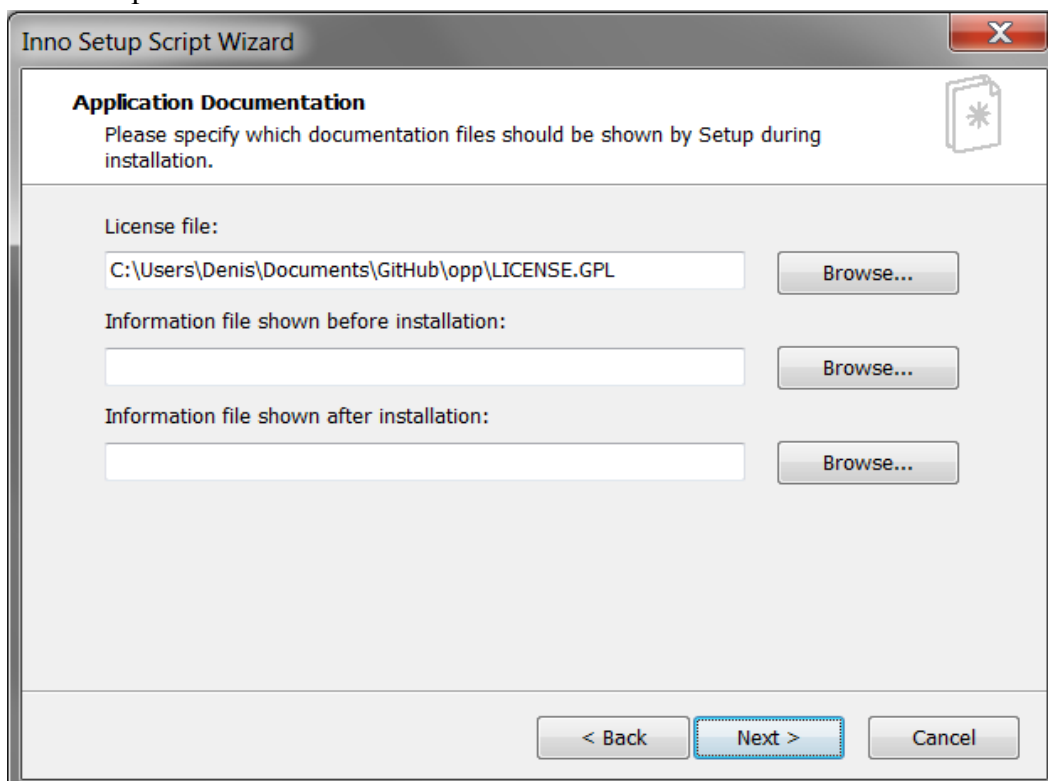 Inno Setup Script Wizard
Application Documentation
Please specify which documentation files should be shown by Setup during
installation.
License file:
C:\Users\Denis\Documents\GitHub\opp\LICENSE.GPL
Browse...
Information file shown before installation:
Browse...
Information file shown after installation:
Browse...
< Back
Next >
Cancel